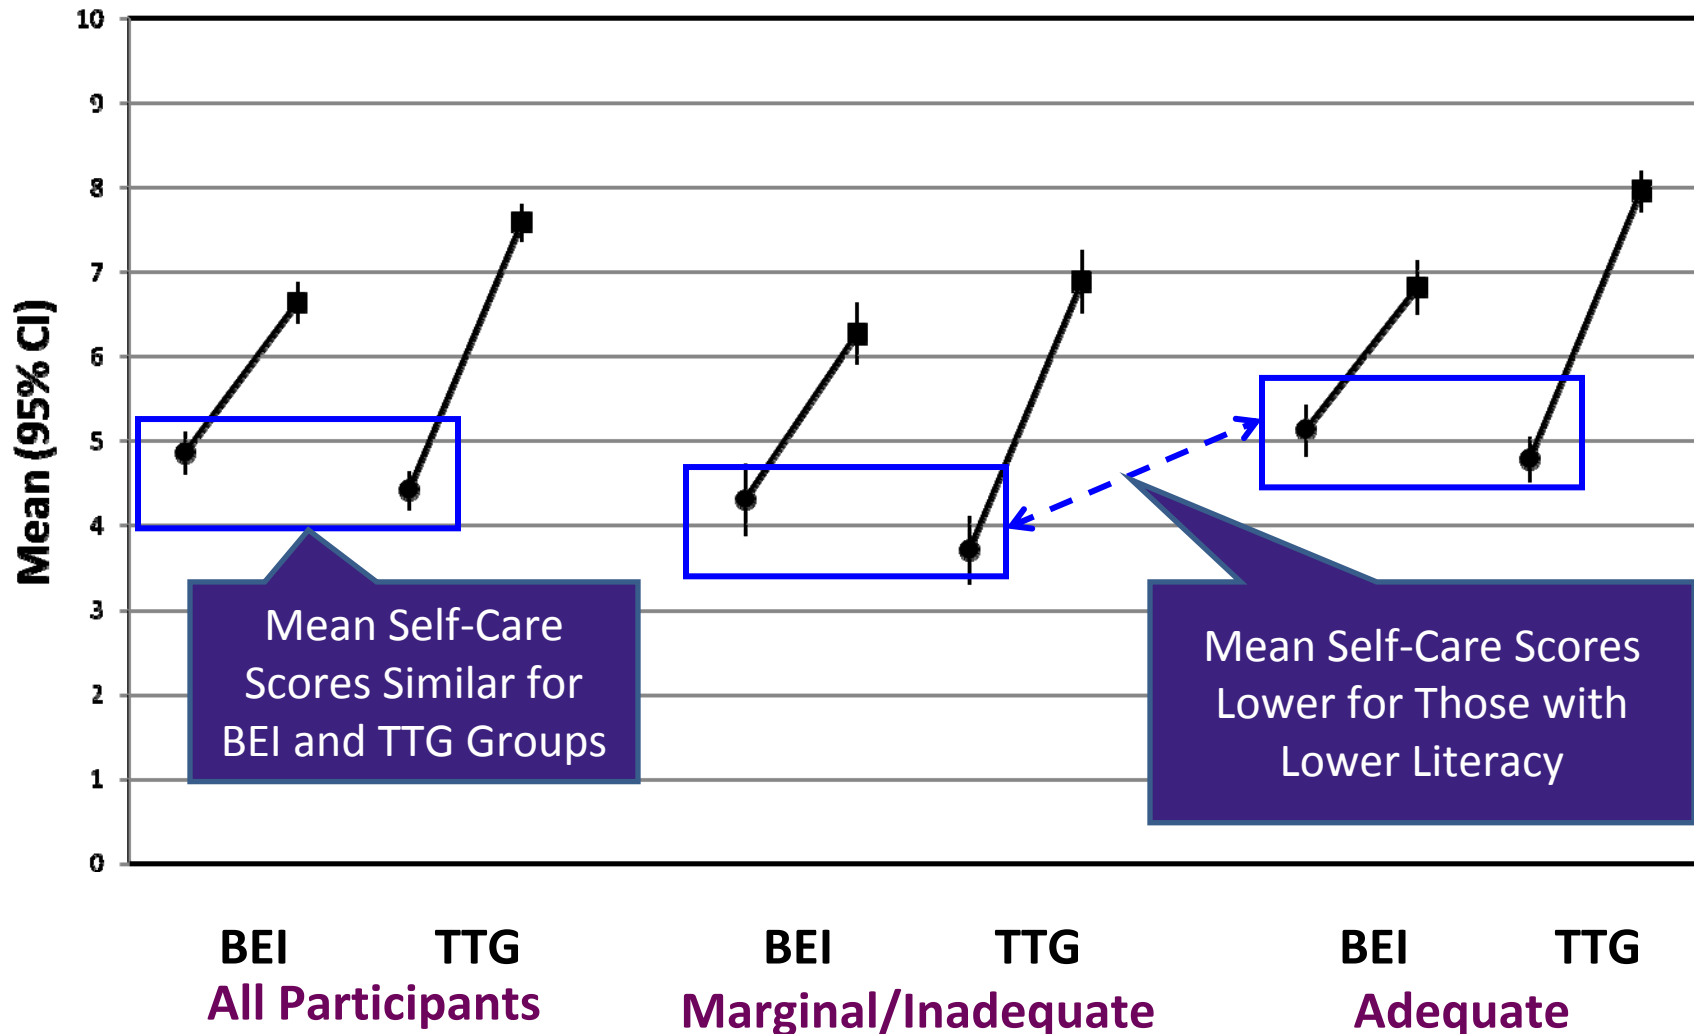 10
9
8
7
6
5
4
3
2
1
0
Mean (95% CI)
Mean Self-Care
Scores Similar for
BEI and TTG Groups
Mean Self-Care Scores
Lower for Those with
Lower Literacy
BEI TTG BEI TTG BEI TTG
All Participants Marginal/Inadequate Adequate